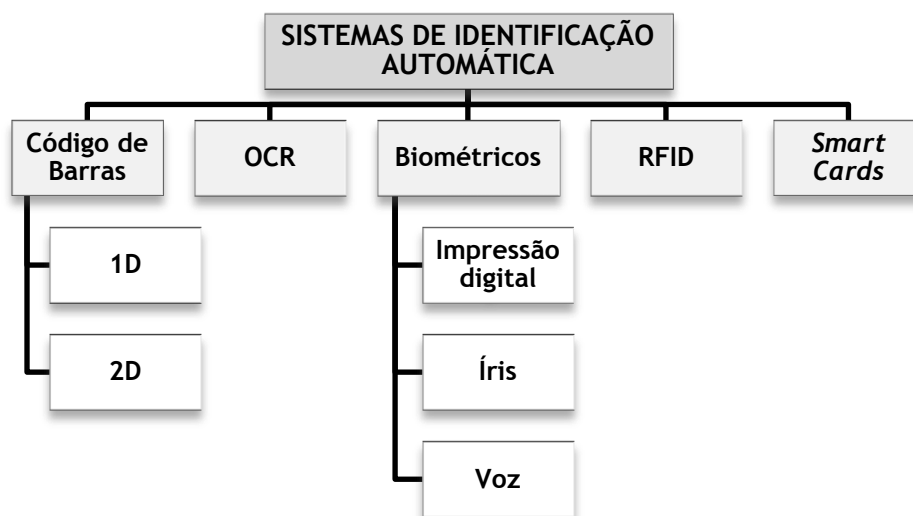 SISTEMAS DE IDENTIFICAÇÃO
AUTOMÁTICA
Código de
Barras
OCR
Biométricos
RFID
Smart
Cards
1D
2D
Impressão
digital
Íris
Voz